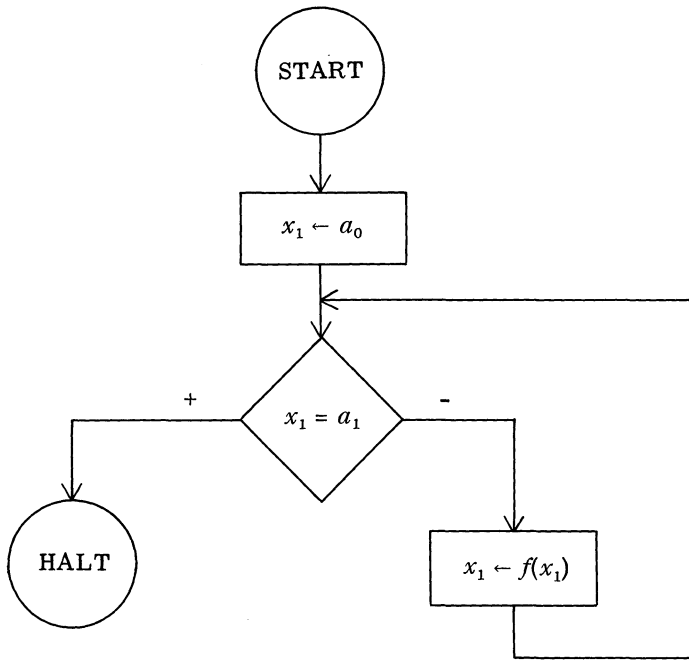 START
x₁ ← a₀
x₁ = a₁
+
-
HALT
x₁ ← f(x₁)